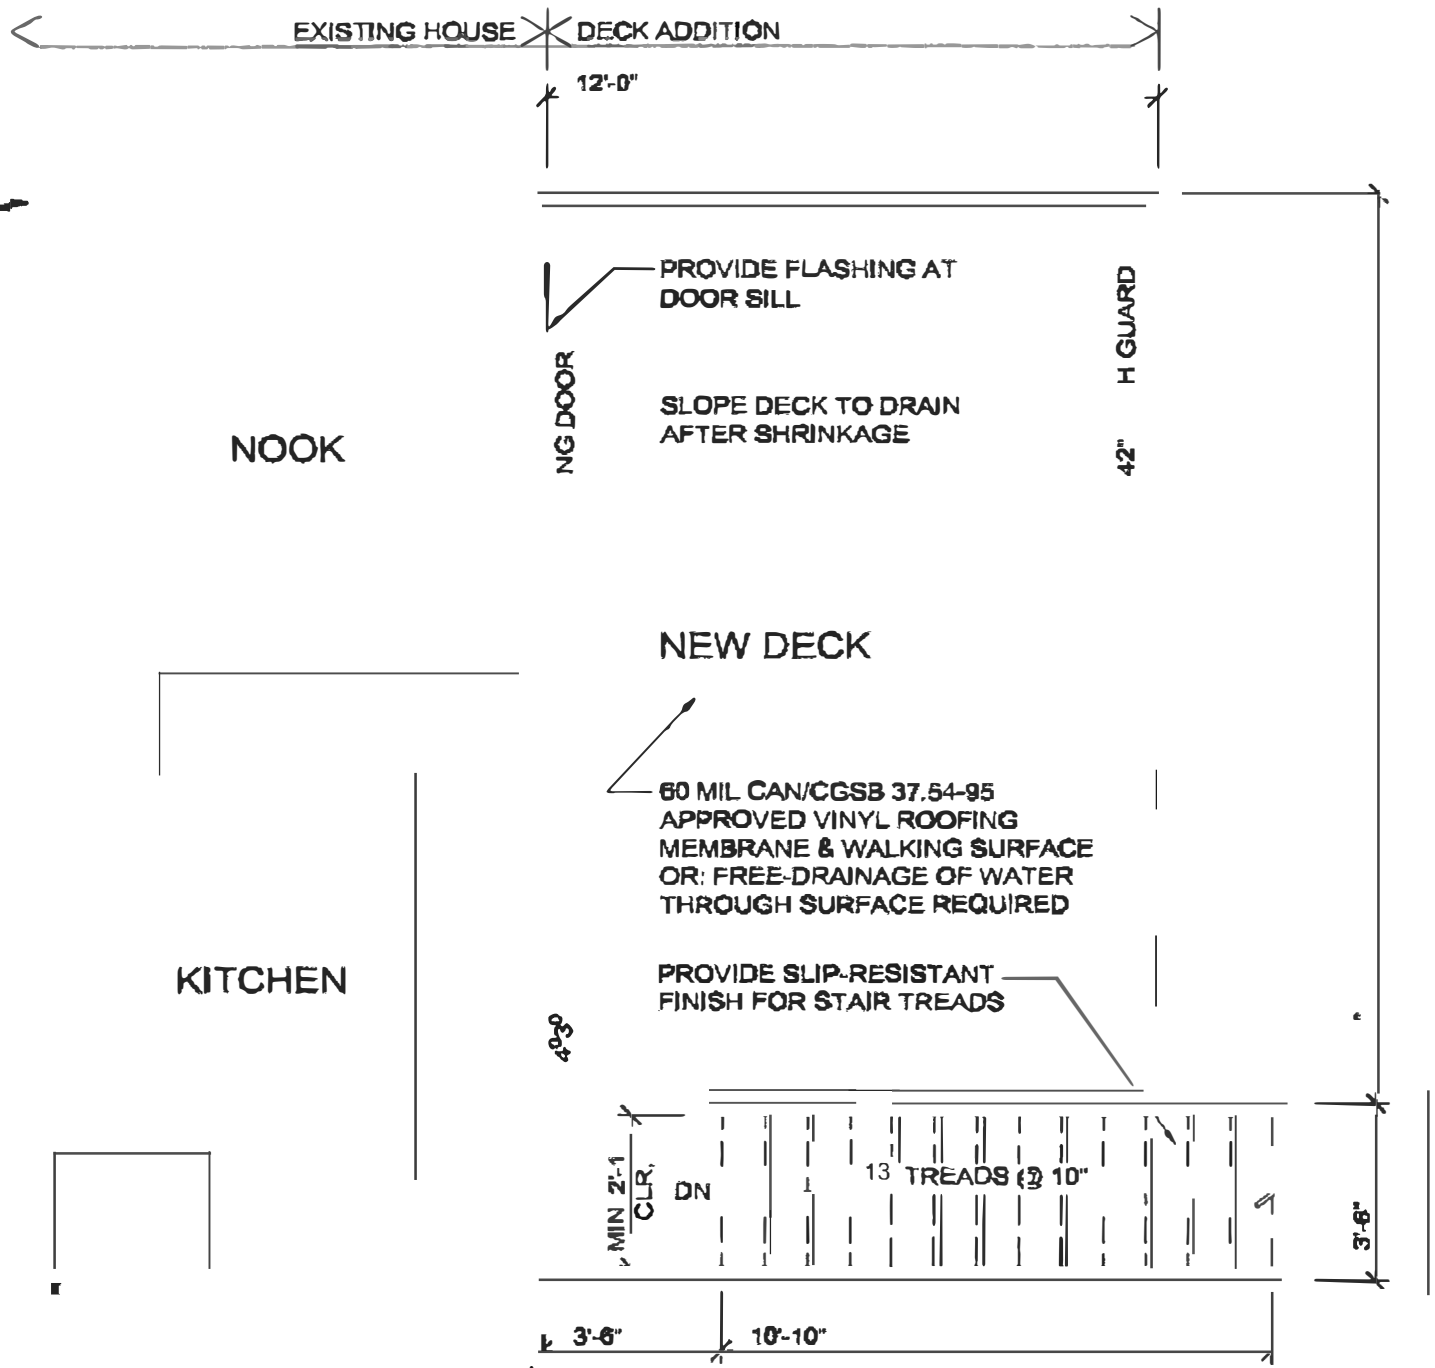 EXISTING HOUSE
DECK ADDITION
12'-0"
PROVIDE FLASHING AT
DOOR SILL
NG DOOR
H GUARD
42"
SLOPE DECK TO DRAIN
AFTER SHRINKAGE
NOOK
NEW DECK
60 MIL CAN/CGSB 37.54-95
APPROVED VINYL ROOFING
MEMBRANE & WALKING SURFACE
OR: FREE-DRAINAGE OF WATER
THROUGH SURFACE REQUIRED
KITCHEN
PROVIDE SLIP-RESISTANT
FINISH FOR STAIR TREADS
MIN 2'-1
CLR.
DN
13 TREADS @ 10"
3'-6"
3'-6"
10'-10"